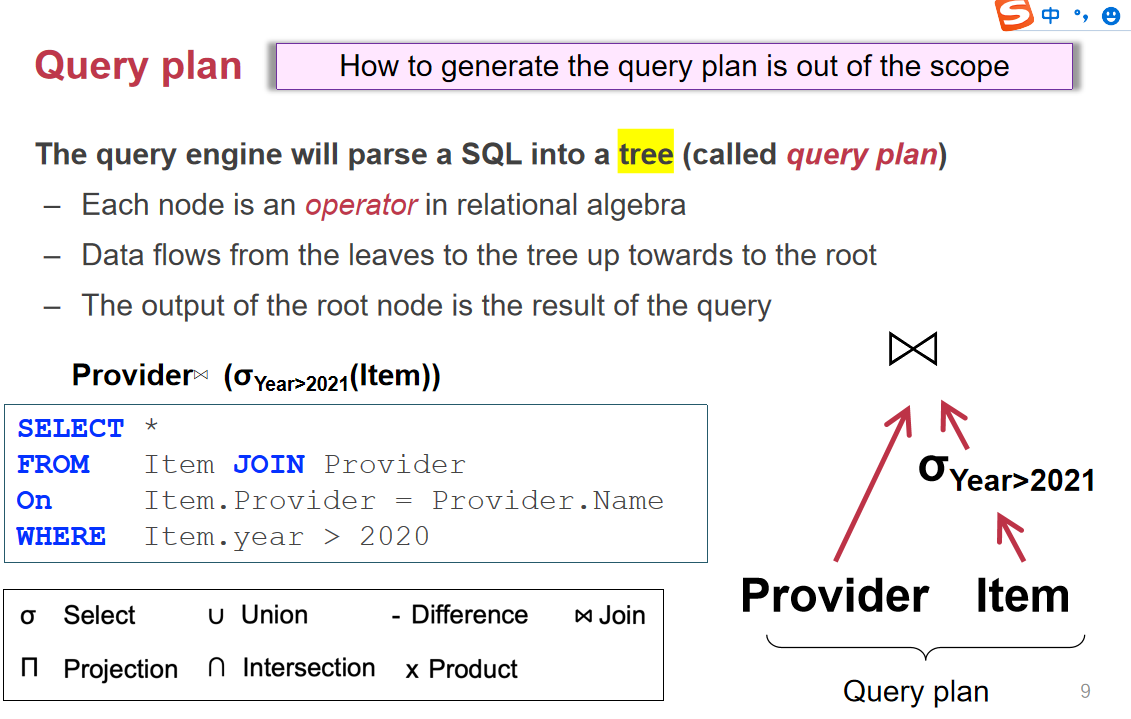 中 °,
Query plan
How to generate the query plan is out of the scope
The query engine will parse a SQL into a tree (called query plan)
– Each node is an operator in relational algebra
– Data flows from the leaves to the tree up towards to the root
– The output of the root node is the result of the query
Provider⋈ (σYear>2021(Item))
SELECT *
FROM Item JOIN Provider
On Item.Provider = Provider.Name
WHERE Item.year > 2020
σ Select ∪ Union - Difference ⋈ Join
Π Projection ∩ Intersection x Product
⋈
σYear>2021
Provider Item
Query plan
9